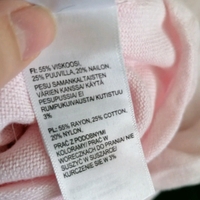 FI: 55% VISKOOSI,
25% PUUVILLA, 20% NAILON.
PESU SAMANKALTAISTEN
VÄRIEN KANSSA/ KÄYTÄ
PESUPUSSIA/ EI
RUMPUKUIVAUSTA/ KUTISTUU
3%
PL: 55% RAYON, 25% COTTON,
20% NYLON.
PRAĆ Z PODOBNYMI
KOLORAMI/ PRAĆ W
WORECZKACH DO PRANIA/ NIE
SUSZYĆ W SUSZARCE/
KURCZENIE SIĘ W 3%